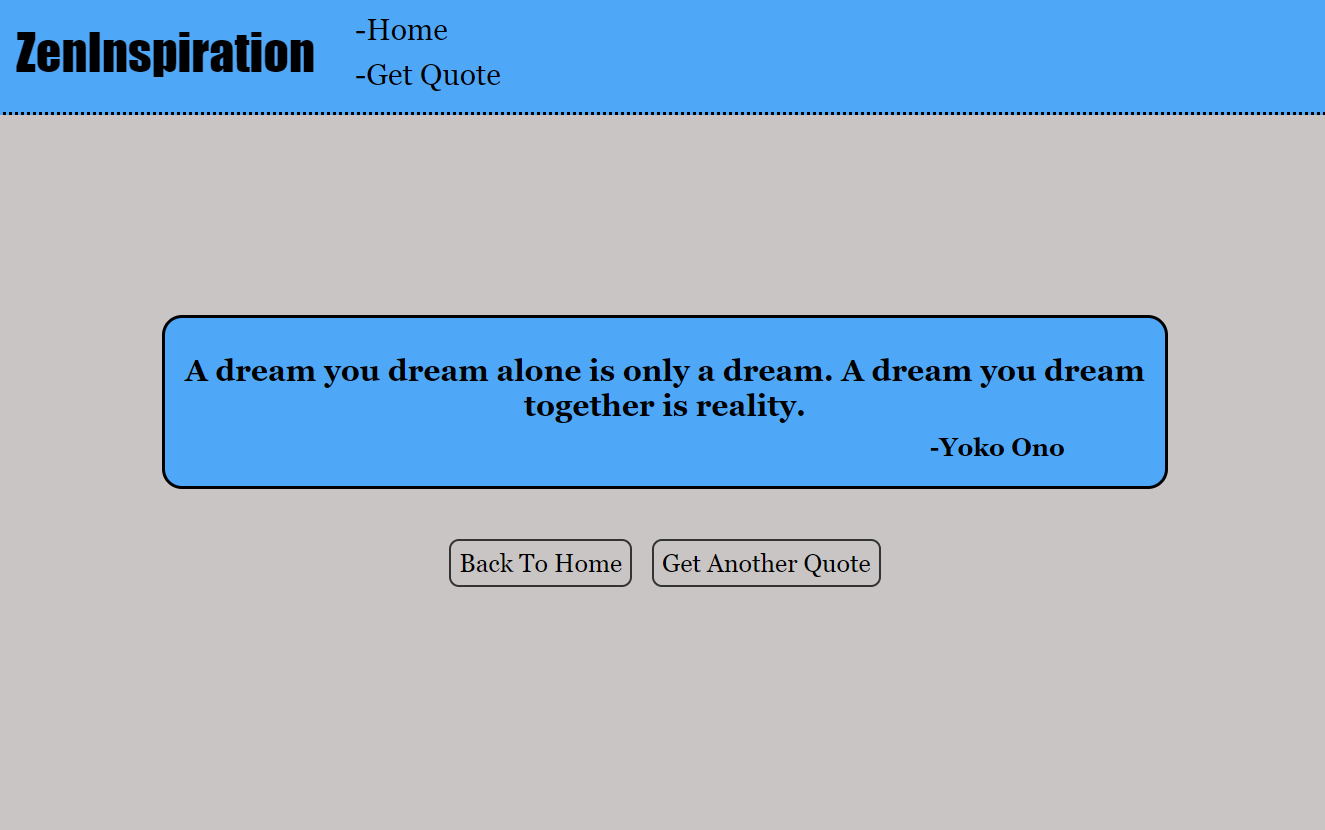 ZenInspiration
-Home
-Get Quote
A dream you dream alone is only a dream. A dream you dream
together is reality.
-Yoko Ono
Back To Home
Get Another Quote